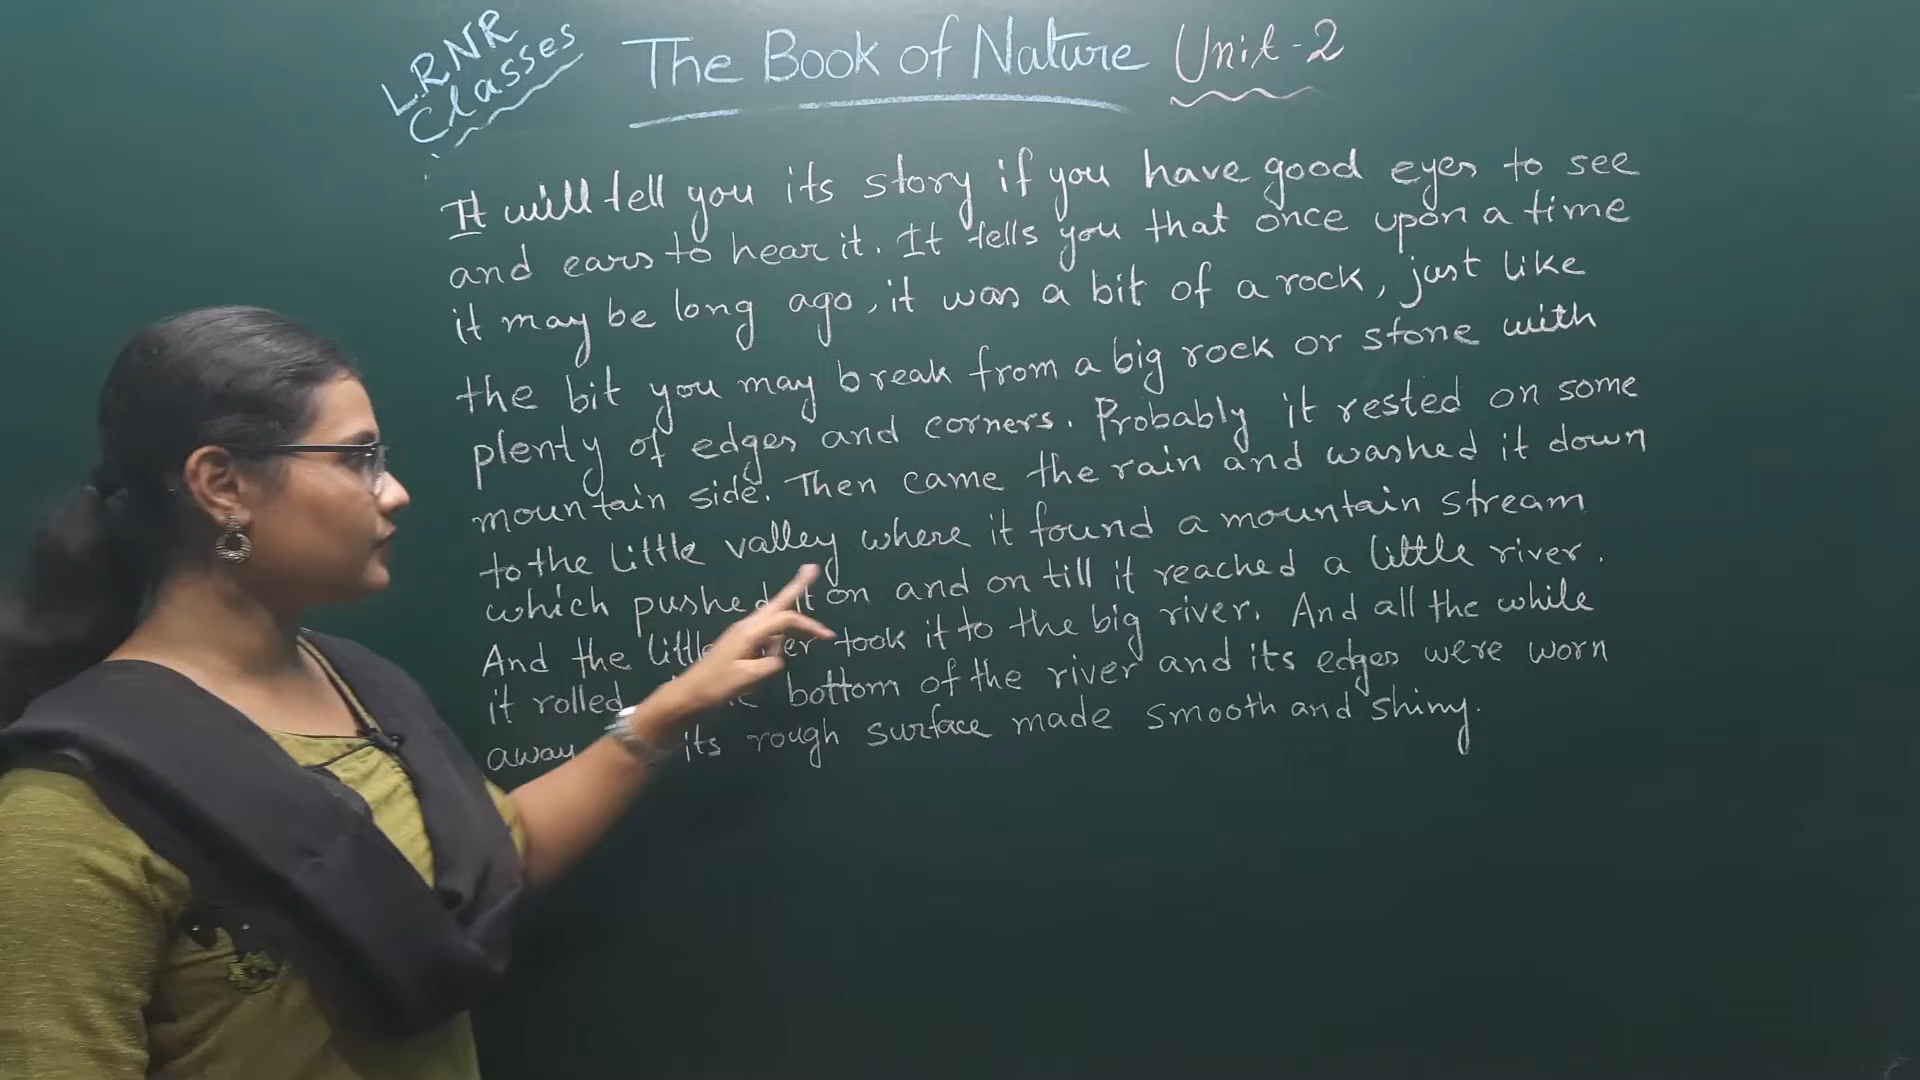 L.R.N.R
Classes
The Book of Nature Unit-2
It will tell you its story if you have good eyes to see
and ears to hear it. It tells you that once upon a time
it may be long ago, it was a bit of a rock, just like
the bit you may break from a big rock or stone with
plenty of edges and corners. Probably it rested on some
mountain side. Then came the rain and washed it down
to the little valley where it found a mountain stream
which pushed it on and on till it reached a little river.
And the little took it to the big river. And all the while
it rolled bottom of the river and its edges were worn
away its rough surface made smooth and shiny.